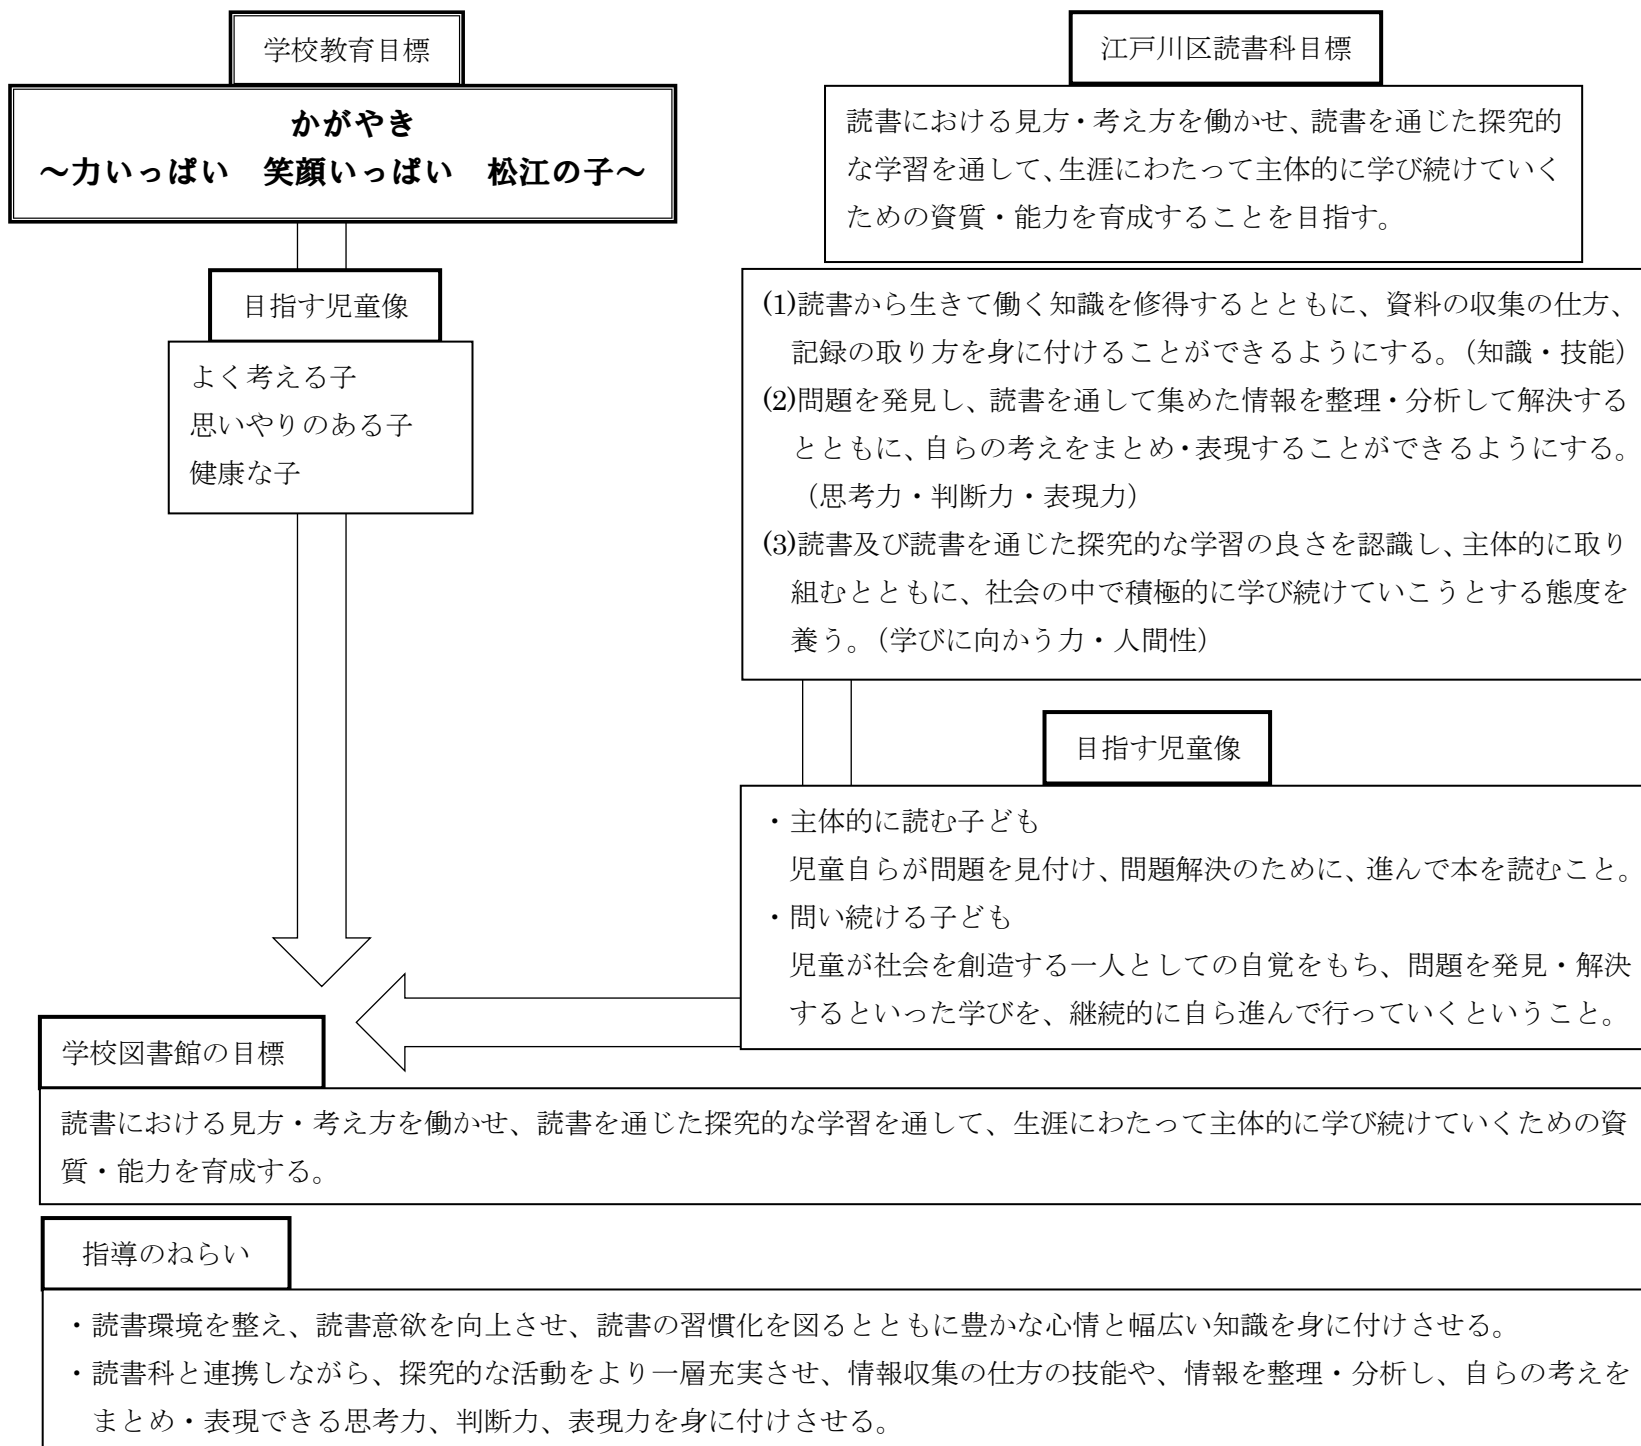 学校教育目標
かがやき
～力いっぱい　笑顔いっぱい　松江の子～
目指す児童像
よく考える子
思いやりのある子
健康な子
江戸川区読書科目標
読書における見方・考え方を働かせ、読書を通じた探究的
な学習を通して、生涯にわたって主体的に学び続けていく
ための資質・能力を育成することを目指す。
(1)読書から生きて働く知識を修得するとともに、資料の収集の仕方、
記録の取り方を身に付けることができるようにする。（知識・技能）
(2)問題を発見し、読書を通して集めた情報を整理・分析して解決する
とともに、自らの考えをまとめ・表現することができるようにする。
（思考力・判断力・表現力）
(3)読書及び読書を通じた探究的な学習の良さを認識し、主体的に取り
組むとともに、社会の中で積極的に学び続けていこうとする態度を
養う。（学びに向かう力・人間性）
目指す児童像
・主体的に読む子ども
児童自らが問題を見付け、問題解決のために、進んで本を読むこと。
・問い続ける子ども
児童が社会を創造する一人としての自覚をもち、問題を発見・解決
するといった学びを、継続的に自ら進んで行っていくということ。
学校図書館の目標
読書における見方・考え方を働かせ、読書を通じた探究的な学習を通して、生涯にわたって主体的に学び続けていくための資
質・能力を育成する。
指導のねらい
・読書環境を整え、読書意欲を向上させ、読書の習慣化を図るとともに豊かな心情と幅広い知識を身に付けさせる。
・読書科と連携しながら、探究的な活動をより一層充実させ、情報収集の仕方の技能や、情報を整理・分析し、自らの考えを
まとめ・表現できる思考力、判断力、表現力を身に付けさせる。